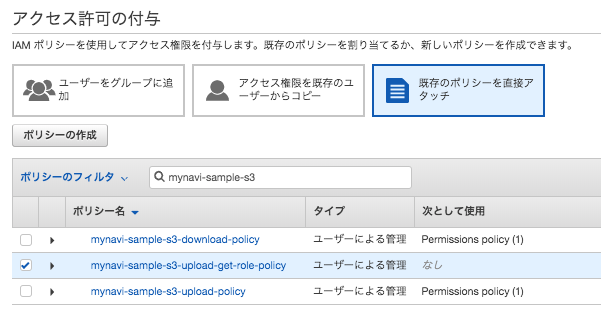 アクセス許可の付与
IAM ポリシーを使用してアクセス権限を付与します。既存のポリシーを割り当てるか、新しいポリシーを作成できます。
ユーザーをグループに追
加
アクセス権限を既存のユ
ーザーからコピー
既存のポリシーを直接ア
タッチ
ポリシーの作成
ポリシーのフィルタ
mynavi-sample-s3
ポリシー名 タイプ 次として使用
mynavi-sample-s3-download-policy ユーザーによる管理 Permissions policy (1)
mynavi-sample-s3-upload-get-role-policy ユーザーによる管理 なし
mynavi-sample-s3-upload-policy ユーザーによる管理 Permissions policy (1)